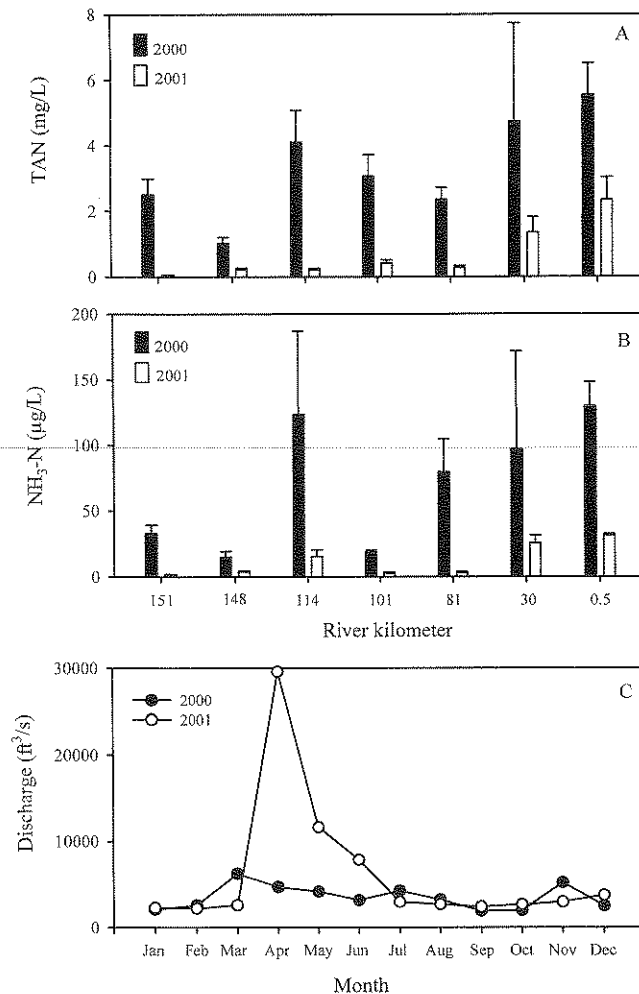 A
2000
2001
TAN (mg/L)
8
6
4
2
0
B
2000
2001
NH₃-N (µg/L)
200
150
100
50
0
151 148 114 101 81 30 0.5
River kilometer
C
2000
2001
Discharge (ft³/s)
30000
20000
10000
0
Jan Feb Mar Apr May Jun Jul Aug Sep Oct Nov Dec
Month